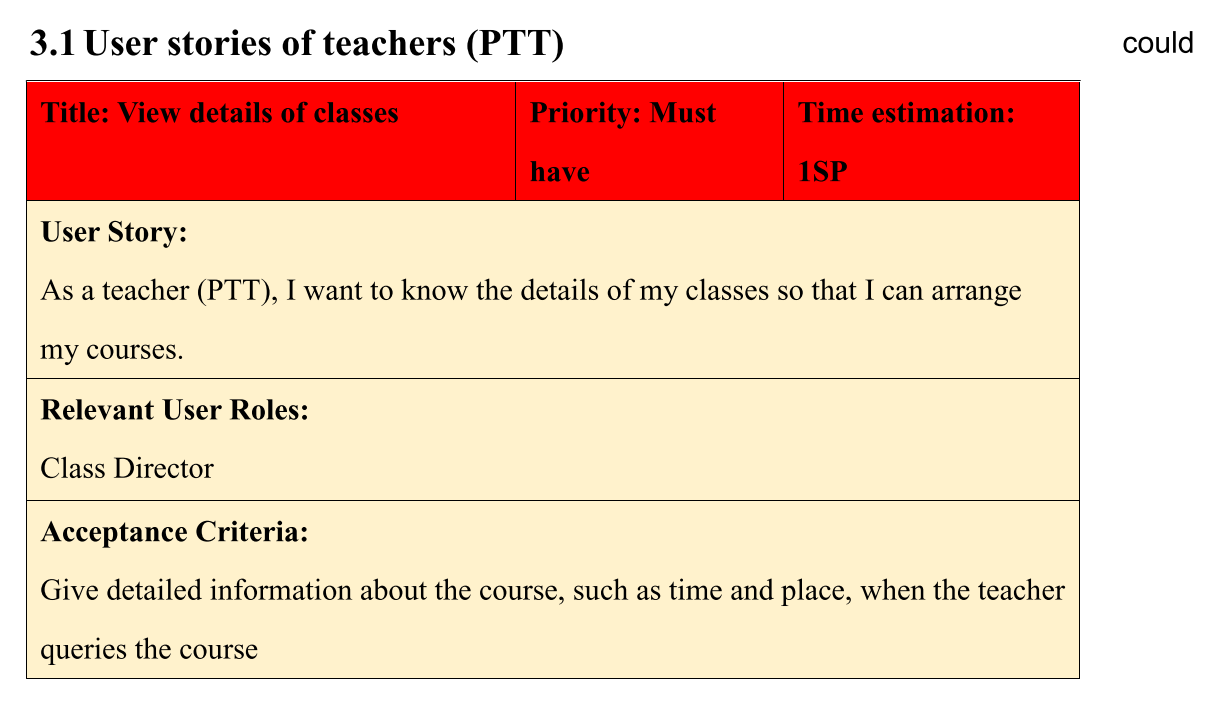 3.1 User stories of teachers (PTT)
could
Title: View details of classes
Priority: Must
have
Time estimation:
1SP
User Story:
As a teacher (PTT), I want to know the details of my classes so that I can arrange
my courses.
Relevant User Roles:
Class Director
Acceptance Criteria:
Give detailed information about the course, such as time and place, when the teacher
queries the course